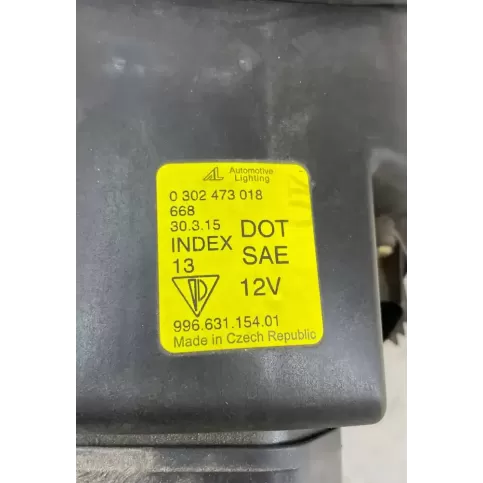 AL Automotive
Lighting
0 302 473 018
668
30.3.15
INDEX
13
DOT
SAE
12V
996.631.154.01
Made in Czech Republic